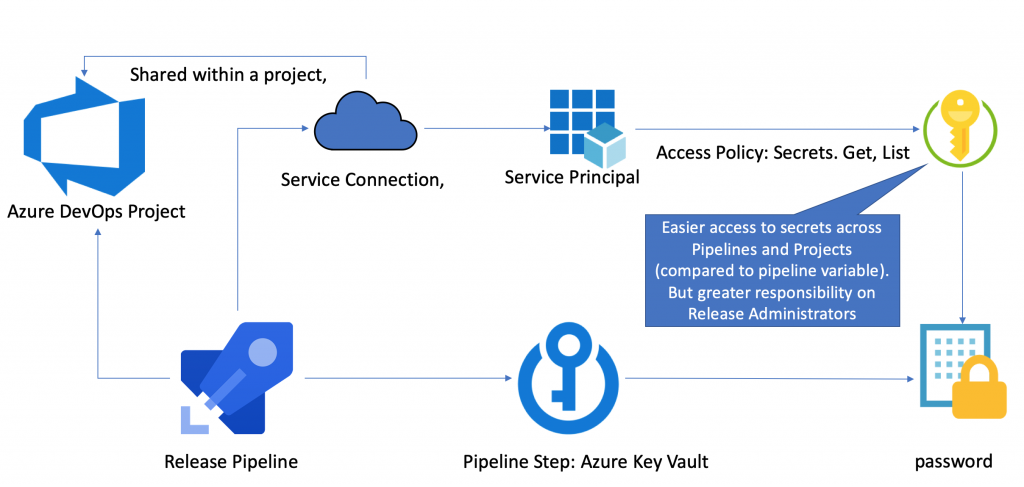 Shared within a project,
Azure DevOps Project
Service Connection,
Service Principal
Access Policy: Secrets. Get, List
Easier access to secrets across
Pipelines and Projects
(compared to pipeline variable).
But greater responsibility on
Release Administrators
Release Pipeline
Pipeline Step: Azure Key Vault
password